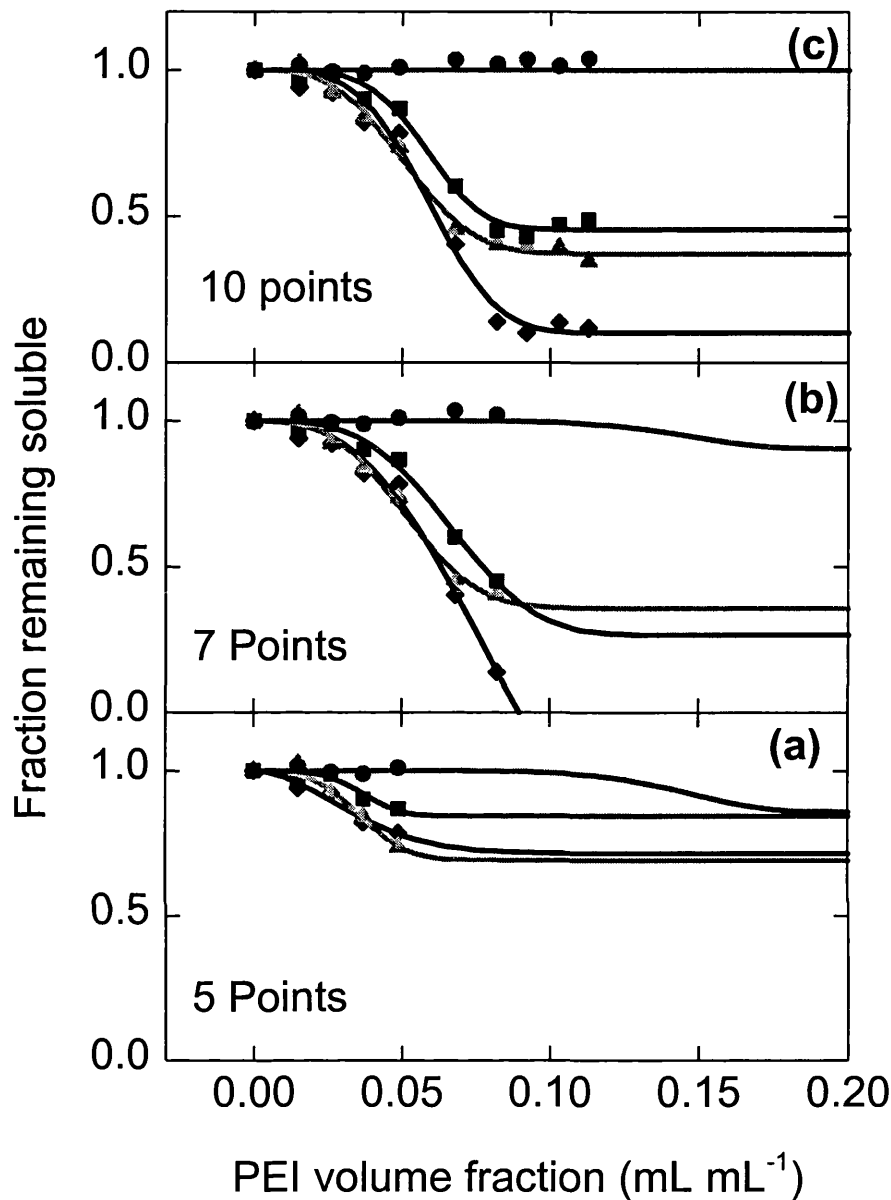 (c)
1.0
0.5
10 points
0.0
(b)
1.0
0.5
7 Points
0.0
(a)
1.0
0.5
5 Points
0.0
0.00 0.05 0.10 0.15 0.20
PEI volume fraction (mL mL⁻¹)
Fraction remaining soluble